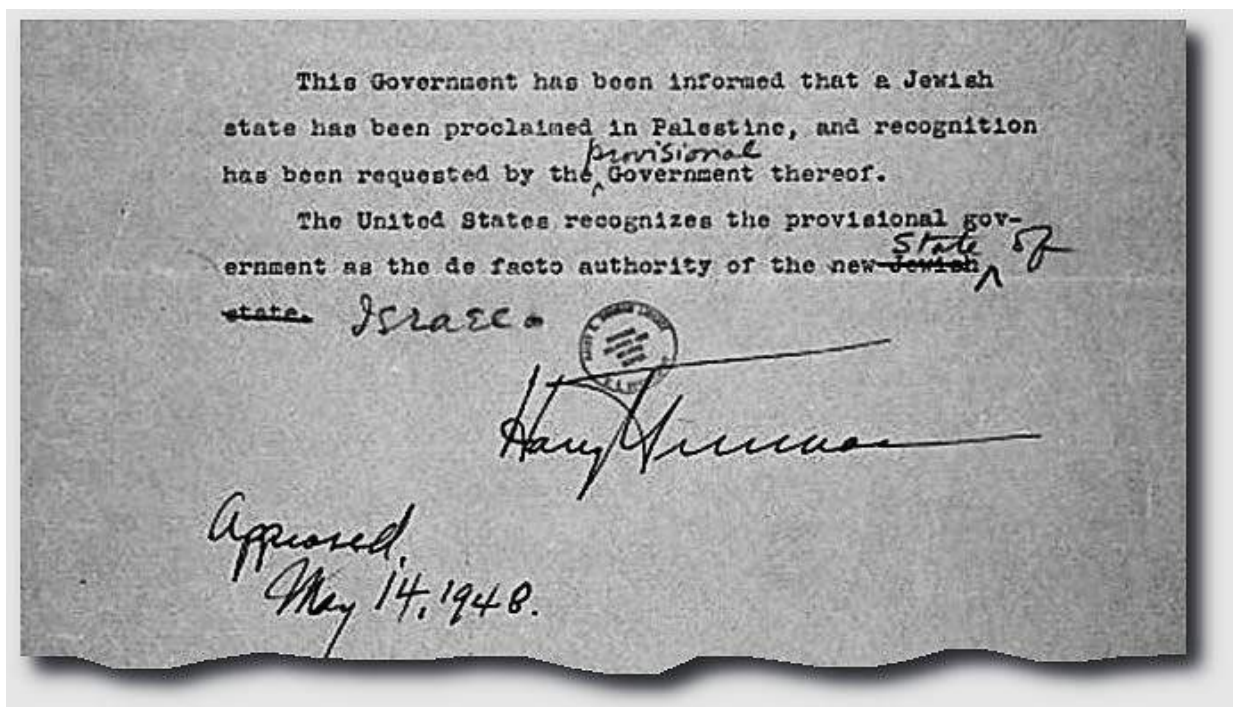 This Government has been informed that a Jewish
state has been proclaimed in Palestine, and recognition
provisional
has been requested by the Government thereof.
The United States recognizes the provisional gov-
State of
ernment as the de facto authority of the new Jewish
state. Israel.
Harry Truman
Approved,
May 14, 1948.